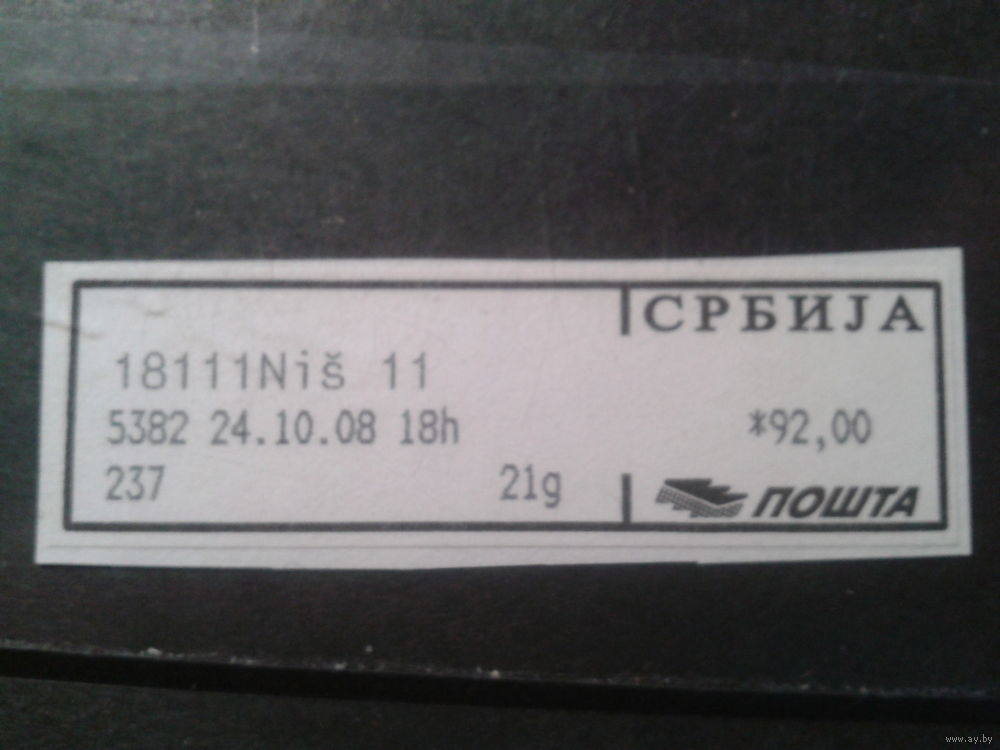 СРБИЈА
18111Niš 11
5382 24.10.08 18h *92,00
237 21g ПОШТА
www.ay.by